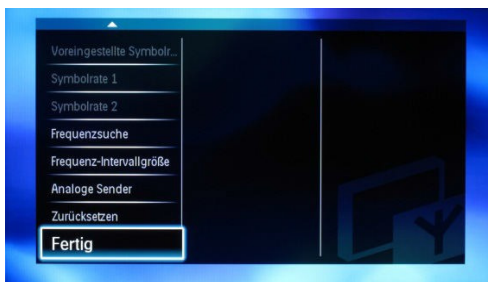 Voreingestellte Symbolr...
Symbolrate 1
Symbolrate 2
Frequenzsuche
Frequenz-Intervallgröße
Analoge Sender
Zurücksetzen
Fertig